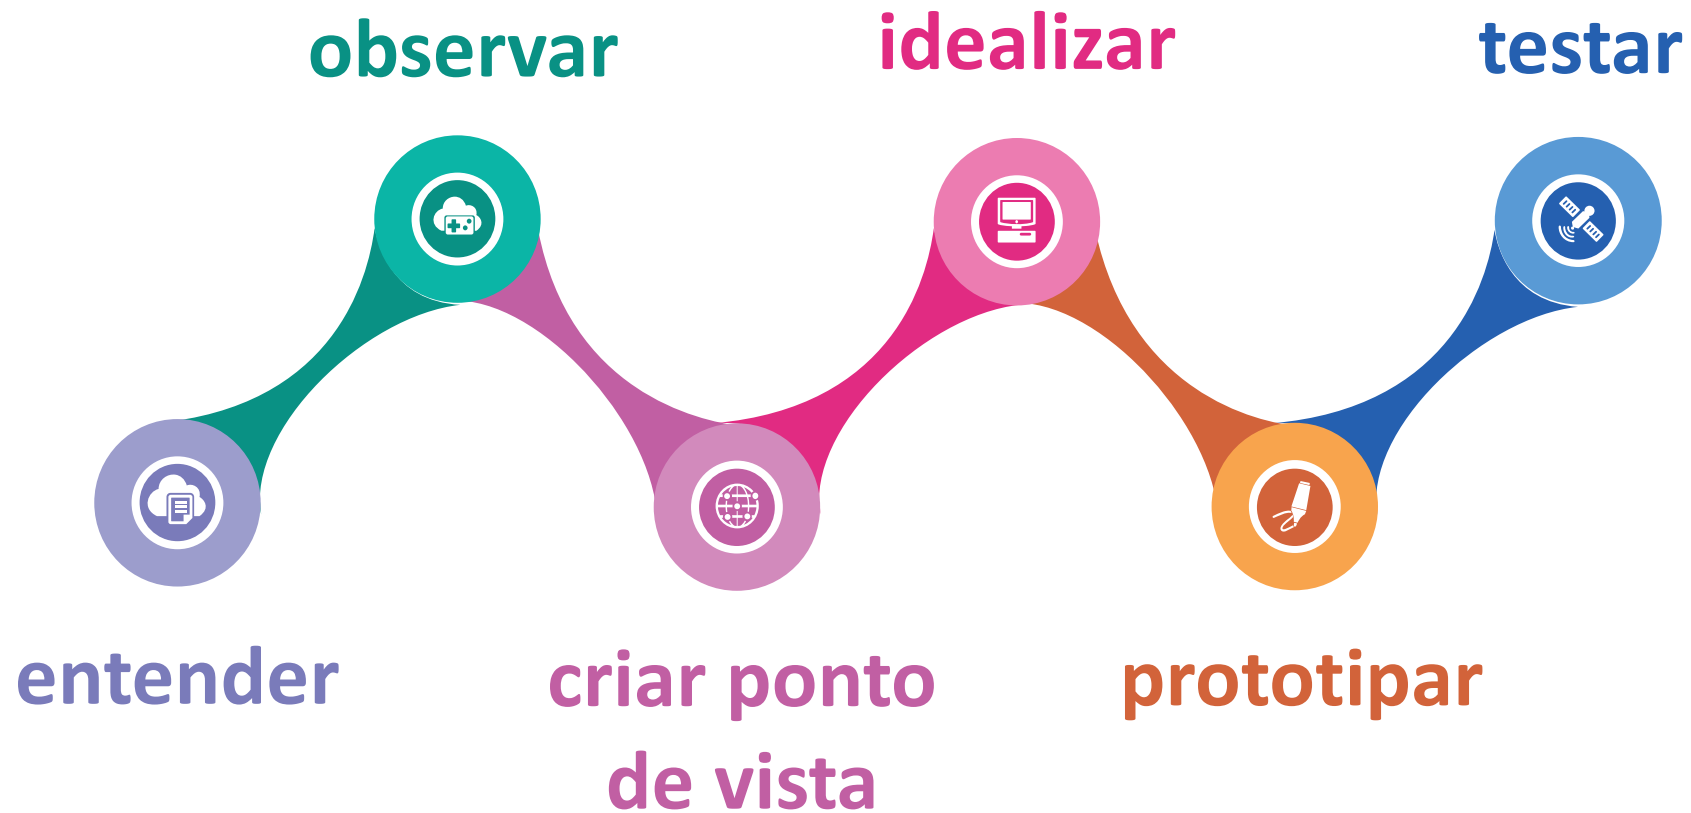 observar
idealizar
testar
entender
criar ponto
de vista
prototipar